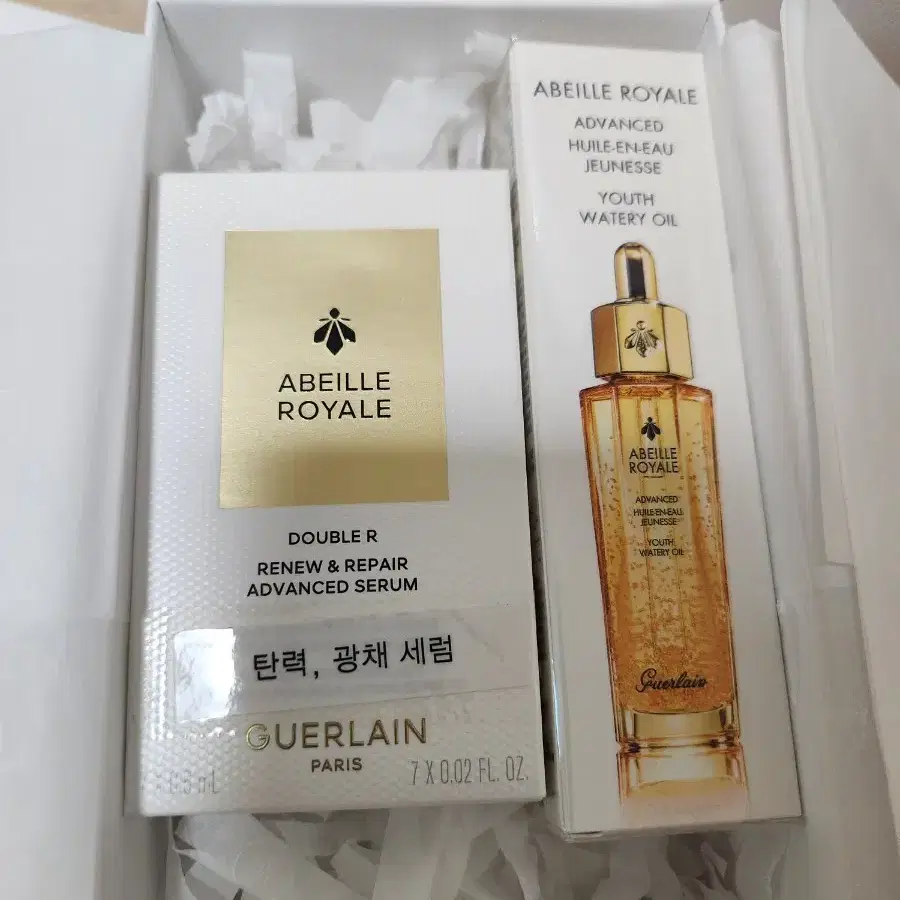 ABEILLE
ROYALE
DOUBLE R
RENEW & REPAIR
ADVANCED SERUM
탄력, 광채 세럼
GUERLAIN
PARIS
7 X 0.02 FL. OZ.
ABEILLE ROYALE
ADVANCED
HUILE-EN-EAU
JEUNESSE
YOUTH
WATERY OIL
ABEILLE
ROYALE
ADVANCED
HUILE-EN-EAU
JEUNESSE
YOUTH
WATERY OIL
Guerlain